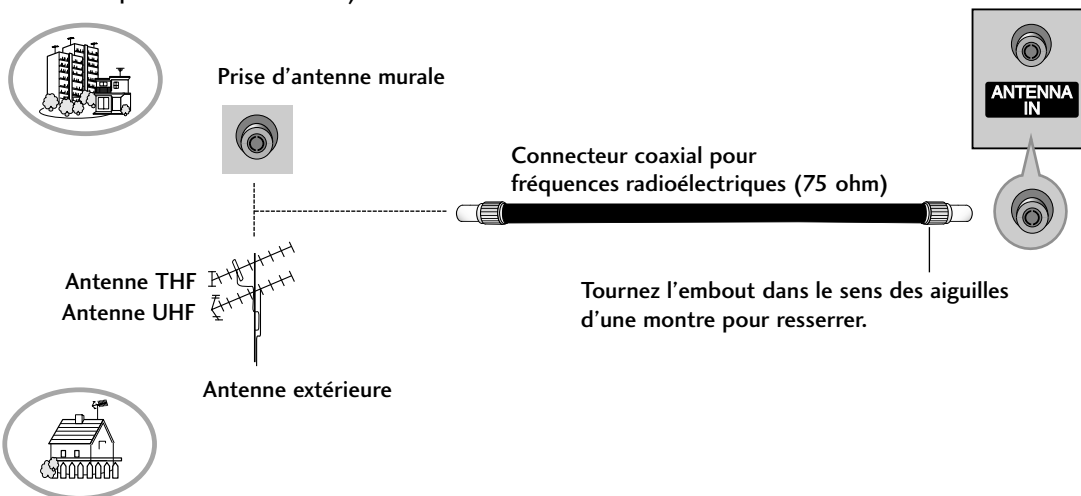 Prise d'antenne murale
ANTENNA
IN
Connecteur coaxial pour
fréquences radioélectriques (75 ohm)
Antenne THF
Antenne UHF
Tournez l'embout dans le sens des aiguilles
d'une montre pour resserrer.
Antenne extérieure